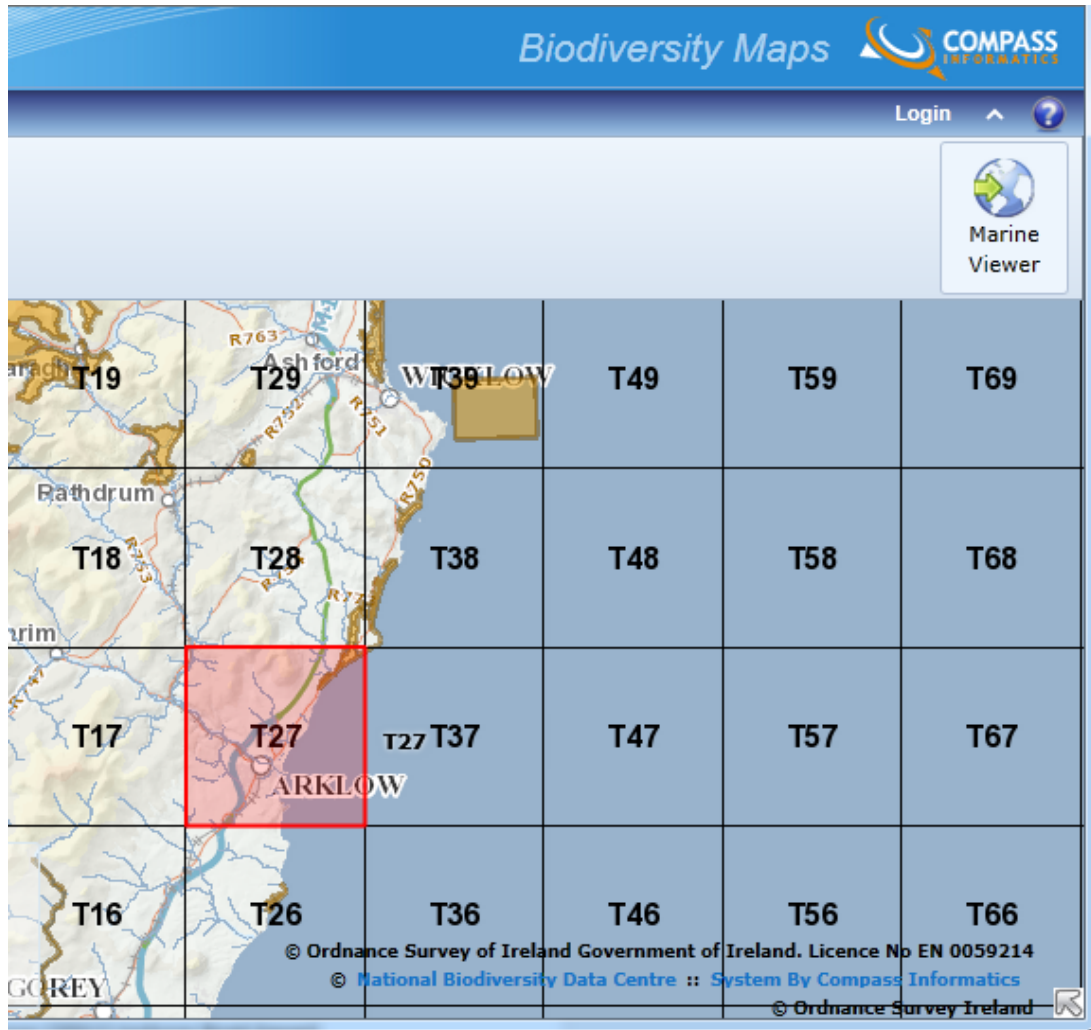 Biodiversity Maps COMPASS
INFORMATICS
Login
Marine
Viewer
R763
Ashford
WICKLOW
T19 T29 T39 T49 T59 T69
R752 R751
R750
Rathdrum
T18 R753 T28 T38 T48 T58 T68
R747
T17 T27 T27 T37 T47 T57 T67
ARKLOW
T16 T26 T36 T46 T56 T66
© Ordnance Survey of Ireland Government of Ireland. Licence No EN 0059214
© National Biodiversity Data Centre :: System By Compass Informatics
GOREY
© Ordnance Survey Ireland